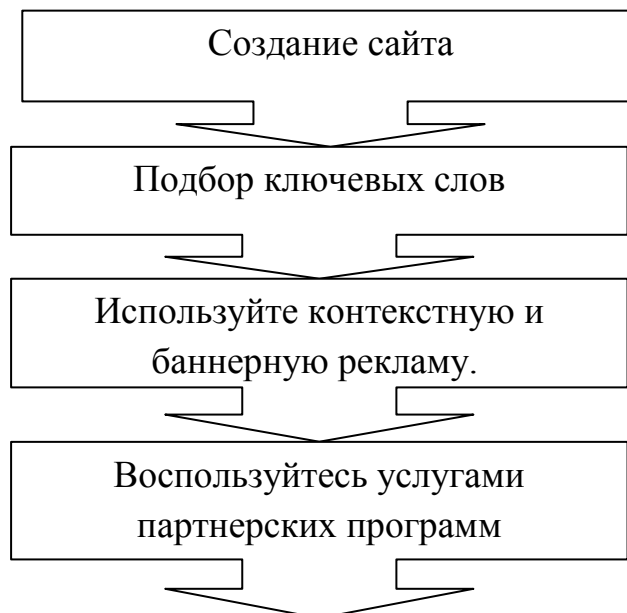 Создание сайта
Подбор ключевых слов
Используйте контекстную и
баннерную рекламу.
Воспользуйтесь услугами
партнерских программ